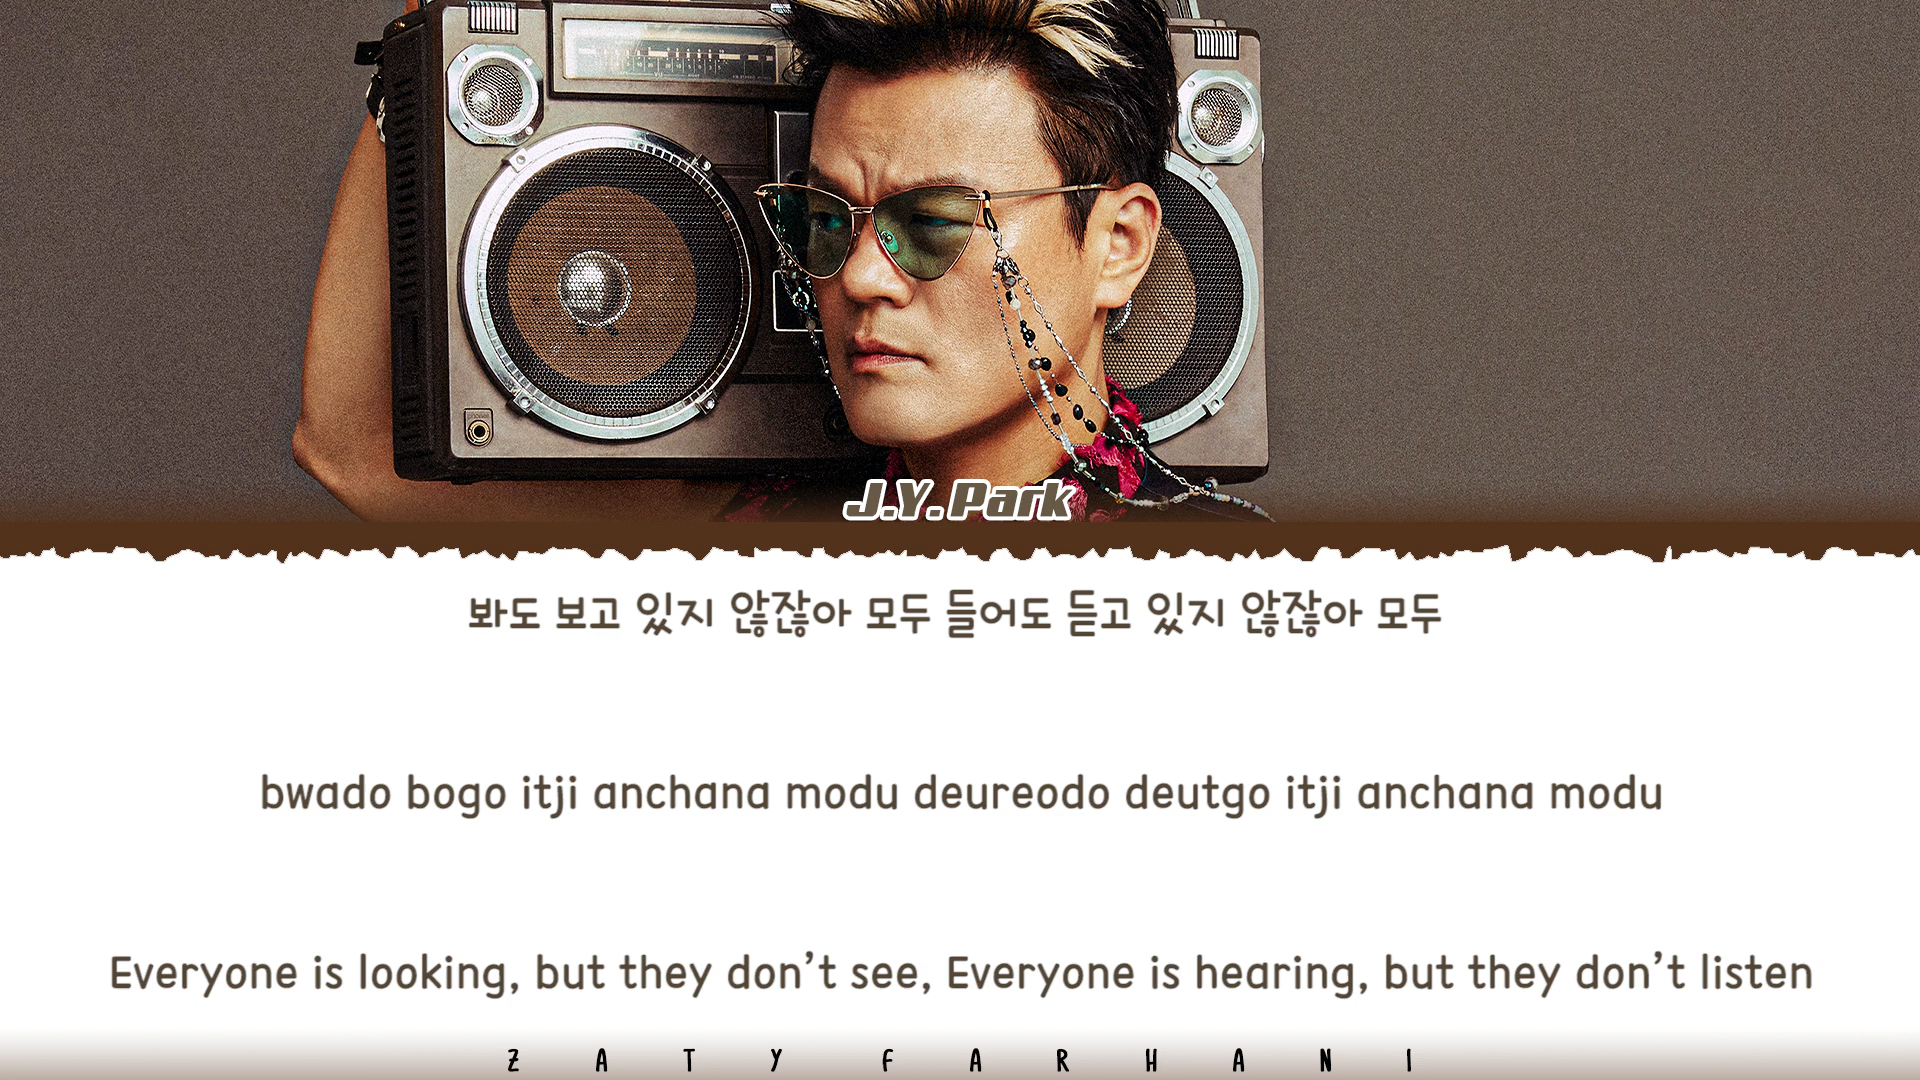 J.Y. Park
봐도 보고 있지 않잖아 모두 들어도 듣고 있지 않잖아 모두
bwado bogo itji anchana modu deureodo deutgo itji anchana modu
Everyone is looking, but they don’t see, Everyone is hearing, but they don’t listen
ZATY FARHANI